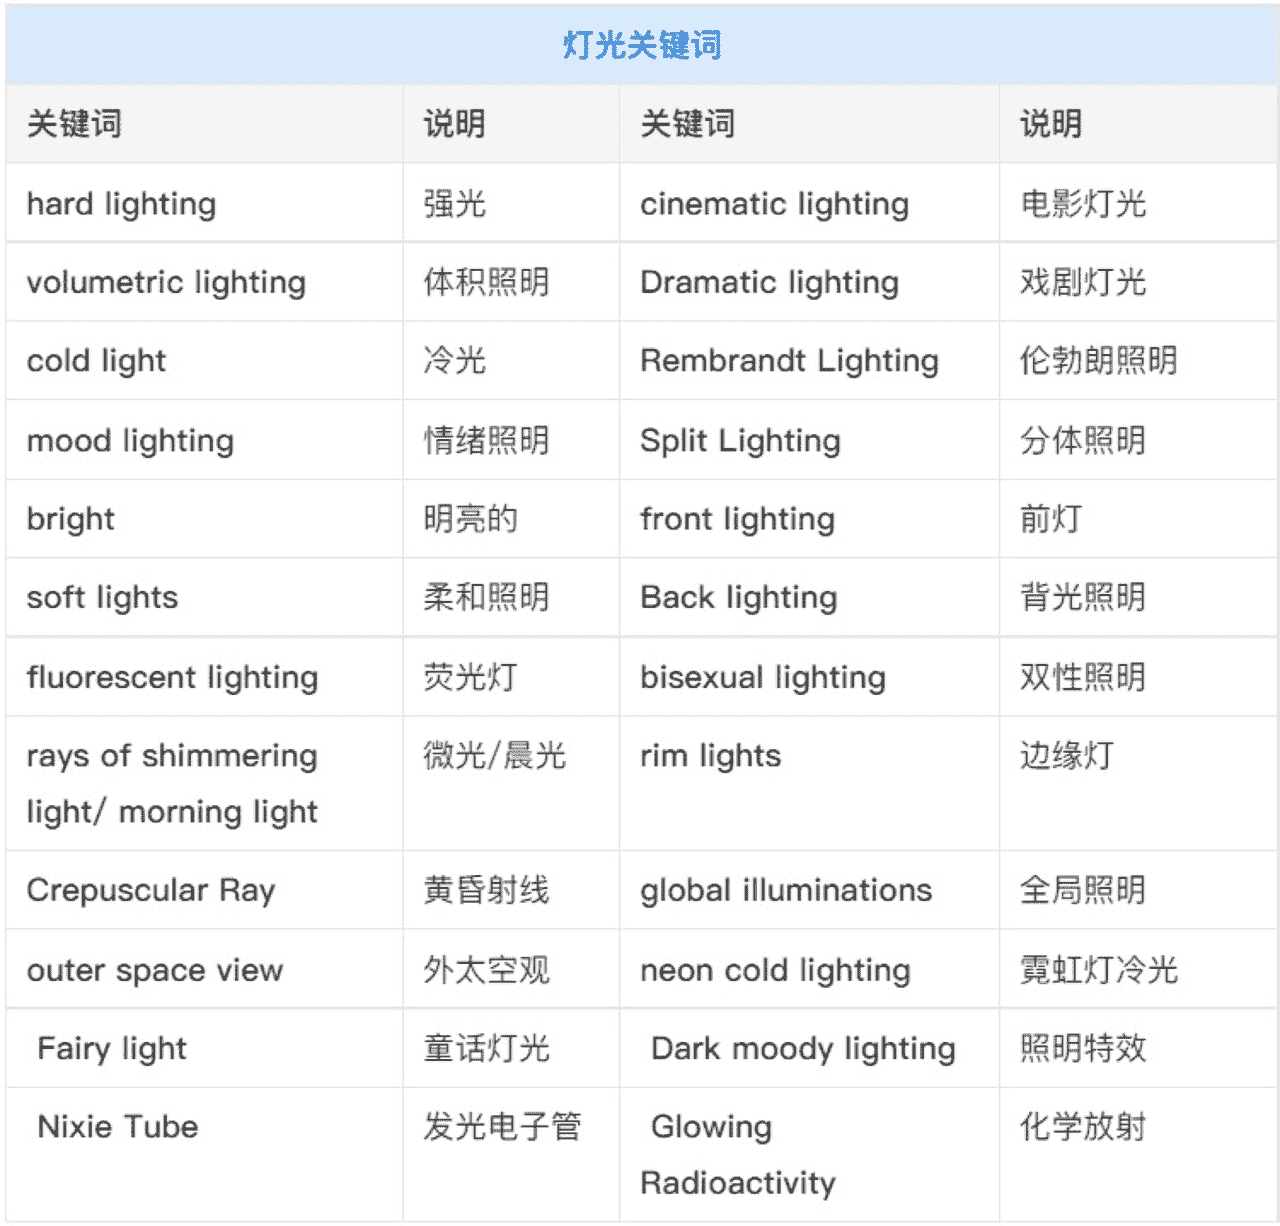 灯光关键词
关键词 说明 关键词 说明
hard lighting 强光 cinematic lighting 电影灯光
volumetric lighting 体积照明 Dramatic lighting 戏剧灯光
cold light 冷光 Rembrandt Lighting 伦勃朗照明
mood lighting 情绪照明 Split Lighting 分体照明
bright 明亮的 front lighting 前灯
soft lights 柔和照明 Back lighting 背光照明
fluorescent lighting 荧光灯 bisexual lighting 双性照明
rays of shimmering 微光/晨光 rim lights 边缘灯
light/ morning light
Crepuscular Ray 黄昏射线 global illuminations 全局照明
outer space view 外太空观 neon cold lighting 霓虹灯冷光
Fairy light 童话灯光 Dark moody lighting 照明特效
Nixie Tube 发光电子管 Glowing 化学放射
Radioactivity